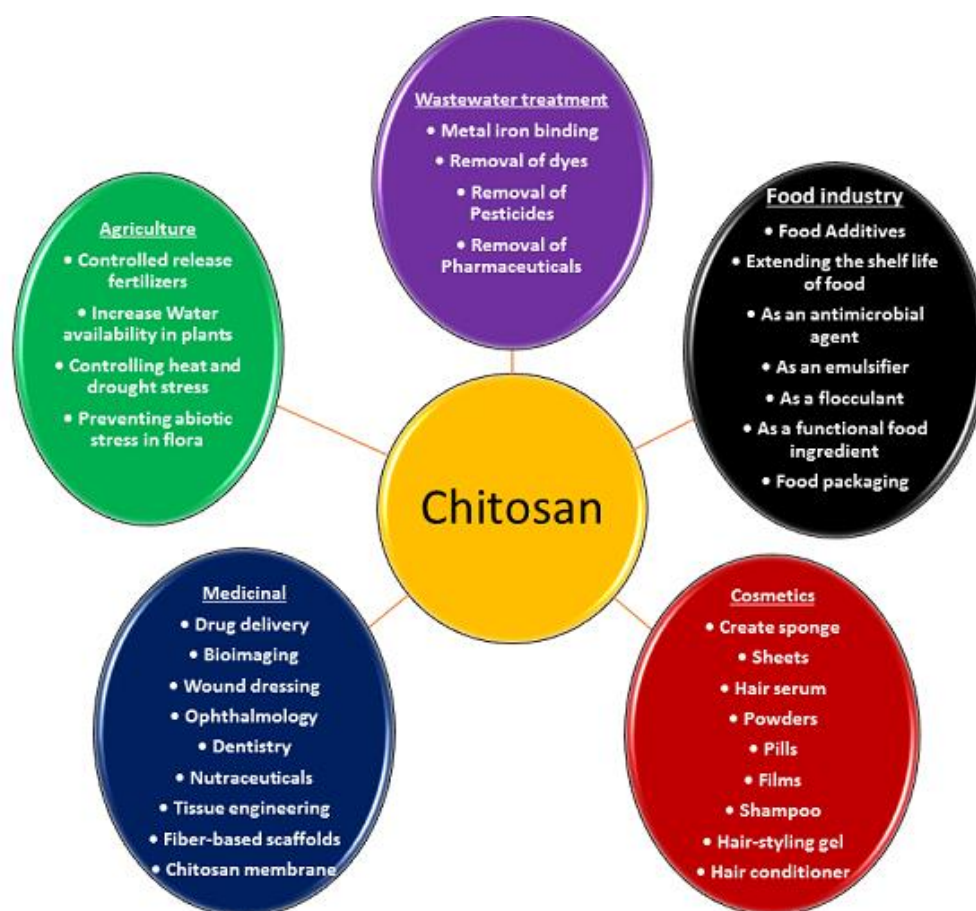 Wastewater treatment
• Metal iron binding
• Removal of dyes
• Removal of
Pesticides
• Removal of
Pharmaceuticals
Agriculture
• Controlled release
fertilizers
• Increase Water
availability in plants
• Controlling heat and
drought stress
• Preventing abiotic
stress in flora
Food industry
• Food Additives
• Extending the shelf life
of food
• As an antimicrobial
agent
• As an emulsifier
• As a flocculant
• As a functional food
ingredient
• Food packaging
Chitosan
Medicinal
• Drug delivery
• Bioimaging
• Wound dressing
• Ophthalmology
• Dentistry
• Nutraceuticals
• Tissue engineering
• Fiber-based scaffolds
• Chitosan membrane
Cosmetics
• Create sponge
• Sheets
• Hair serum
• Powders
• Pills
• Films
• Shampoo
• Hair-styling gel
• Hair conditioner